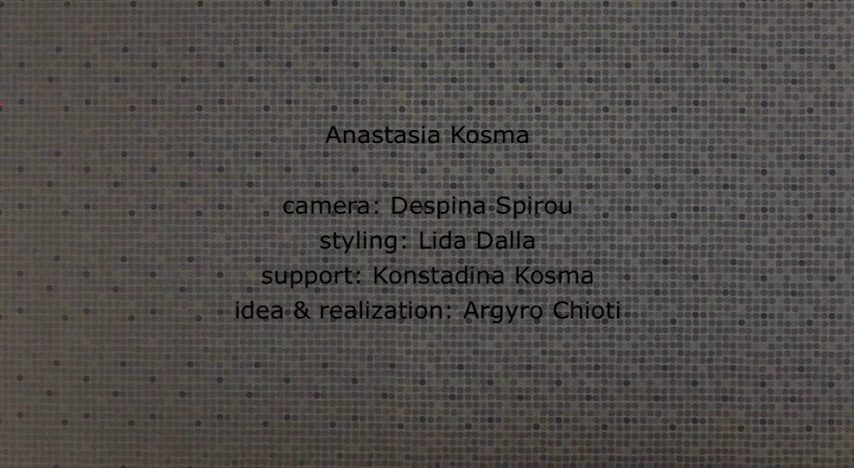 Anastasia Kosma
camera: Despina Spirou
styling: Lida Dalla
support: Konstadina Kosma
idea & realization: Argyro Chioti